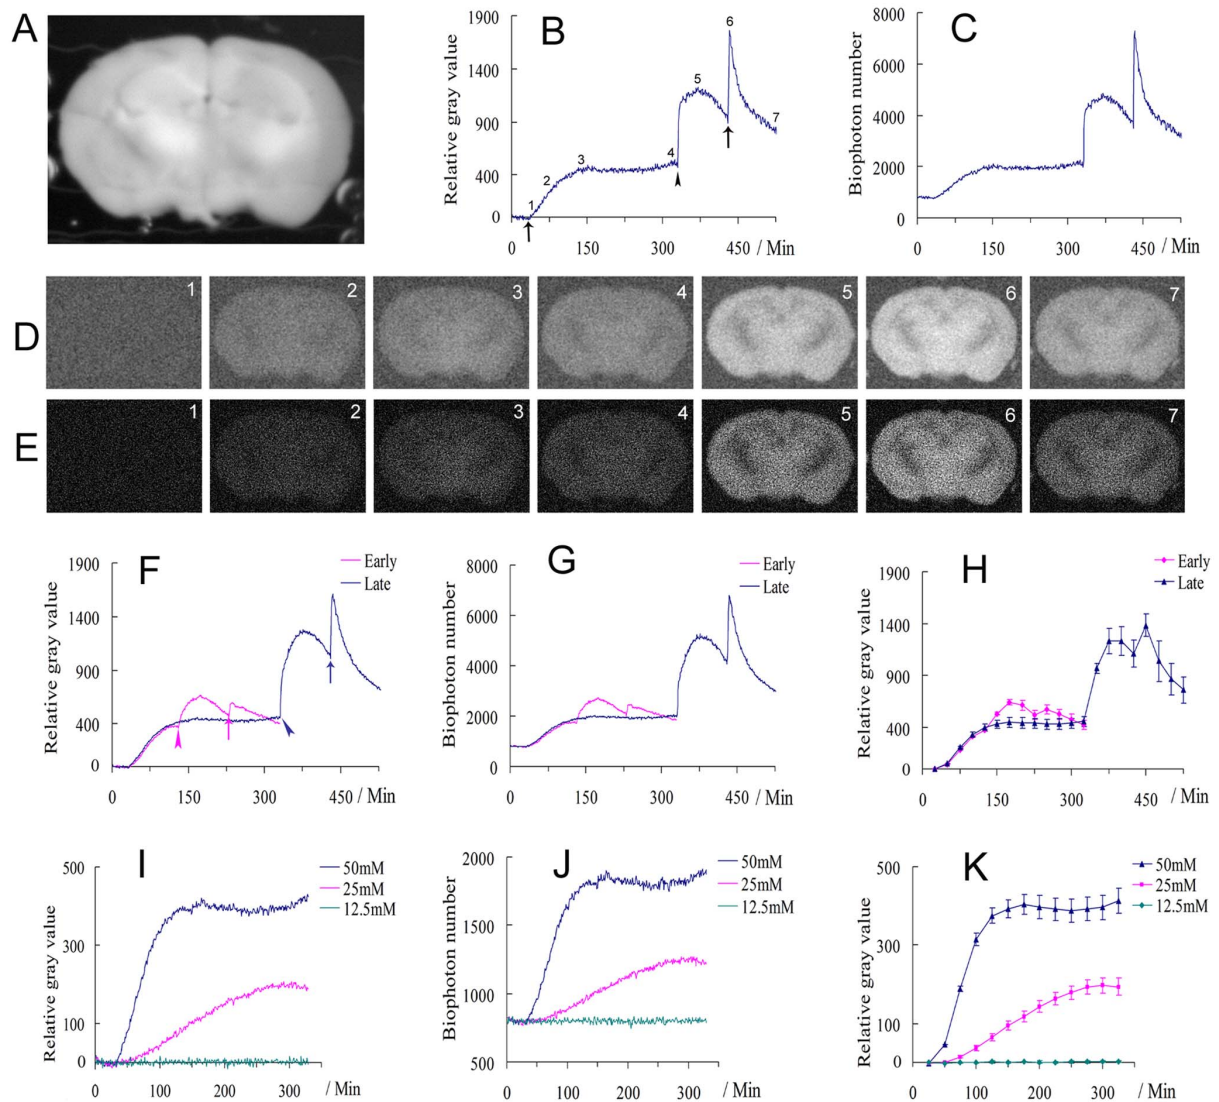 A
B
C
Relative gray value
1900
1400
900
400
0
1
2
3
4
5
6
7
0 150 300 450 / Min
Biophoton number
8000
6000
4000
2000
0
0 150 300 450 / Min
D
1 2 3 4 5 6 7
E
1 2 3 4 5 6 7
F
Early
Late
Relative gray value
1900
1400
900
400
0
0 150 300 450 / Min
G
Early
Late
Biophoton number
8000
6000
4000
2000
0
0 150 300 450 / Min
H
Early
Late
Relative gray value
1900
1400
900
400
0
0 150 300 450 / Min
I
50mM
25mM
12.5mM
Relative gray value
500
300
100
0
0 100 200 300 / Min
J
50mM
25mM
12.5mM
Biophoton number
2000
1500
1000
500
0 100 200 300 / Min
K
50mM
25mM
12.5mM
Relative gray value
500
300
100
0
0 100 200 300 / Min